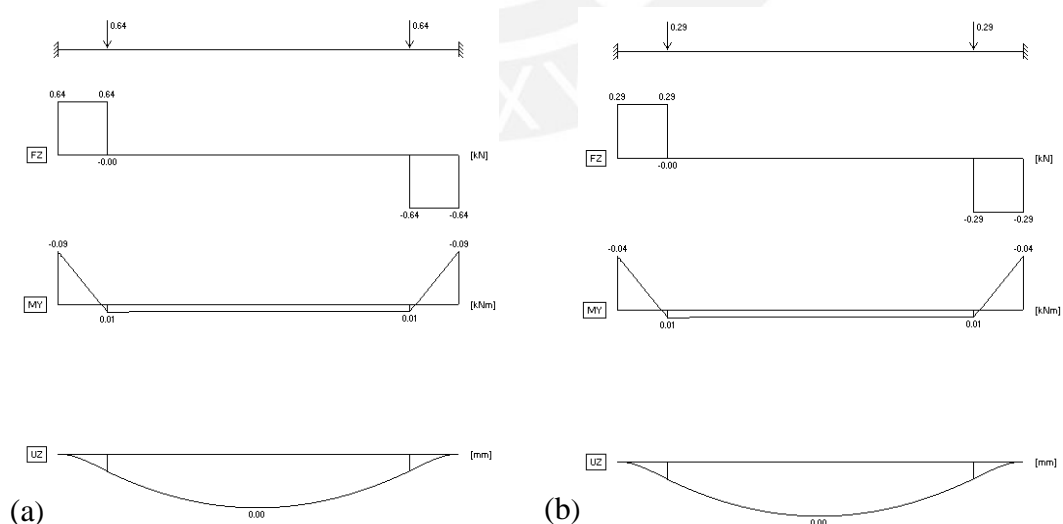 0.64 0.64
0.64 0.64
FZ [kN]
-0.00
-0.64 -0.64
-0.09 -0.09
MY [kNm]
0.01 0.01
UZ [mm]
0.00
(a)
0.29 0.29
0.29 0.29
FZ [kN]
-0.00
-0.29 -0.29
-0.04 -0.04
MY [kNm]
0.01 0.01
UZ [mm]
0.00
(b)